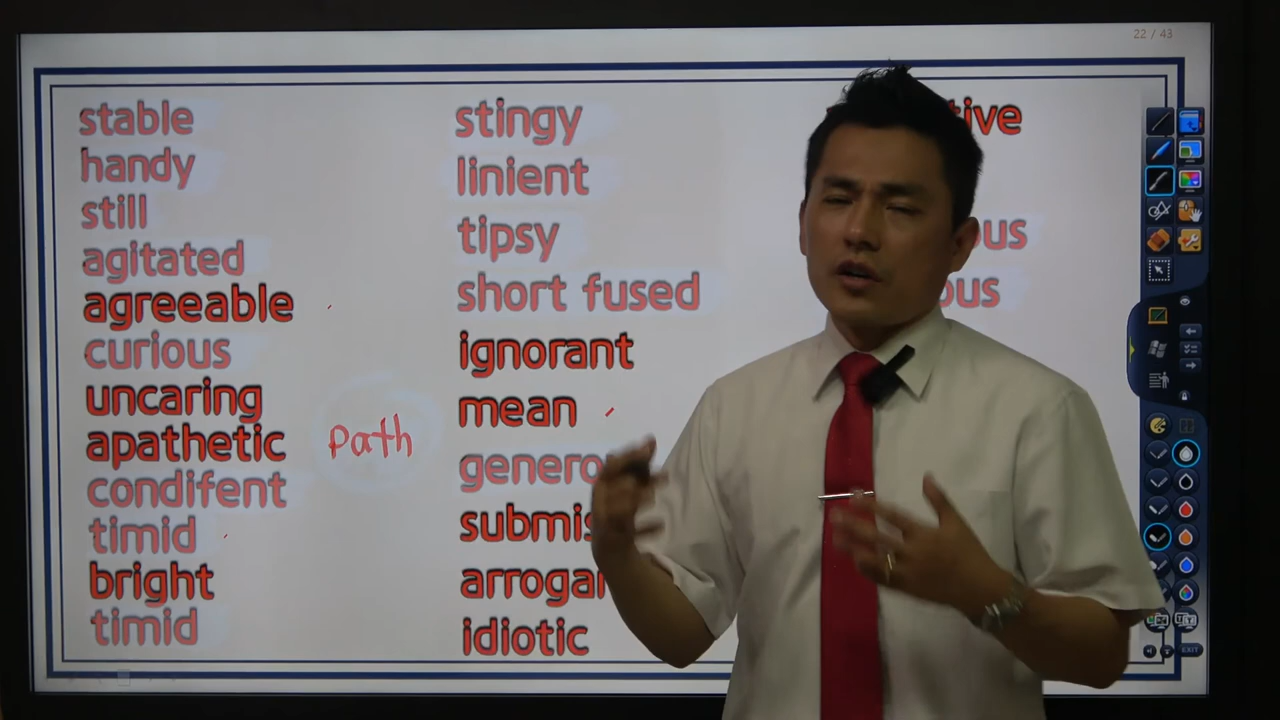 22 / 43
stable
handy
still
agitated
agreeable
curious
uncaring
apathetic
path
condifent
timid
bright
timid
stingy
linient
tipsy
short fused
ignorant
mean
idiotic
EXIT